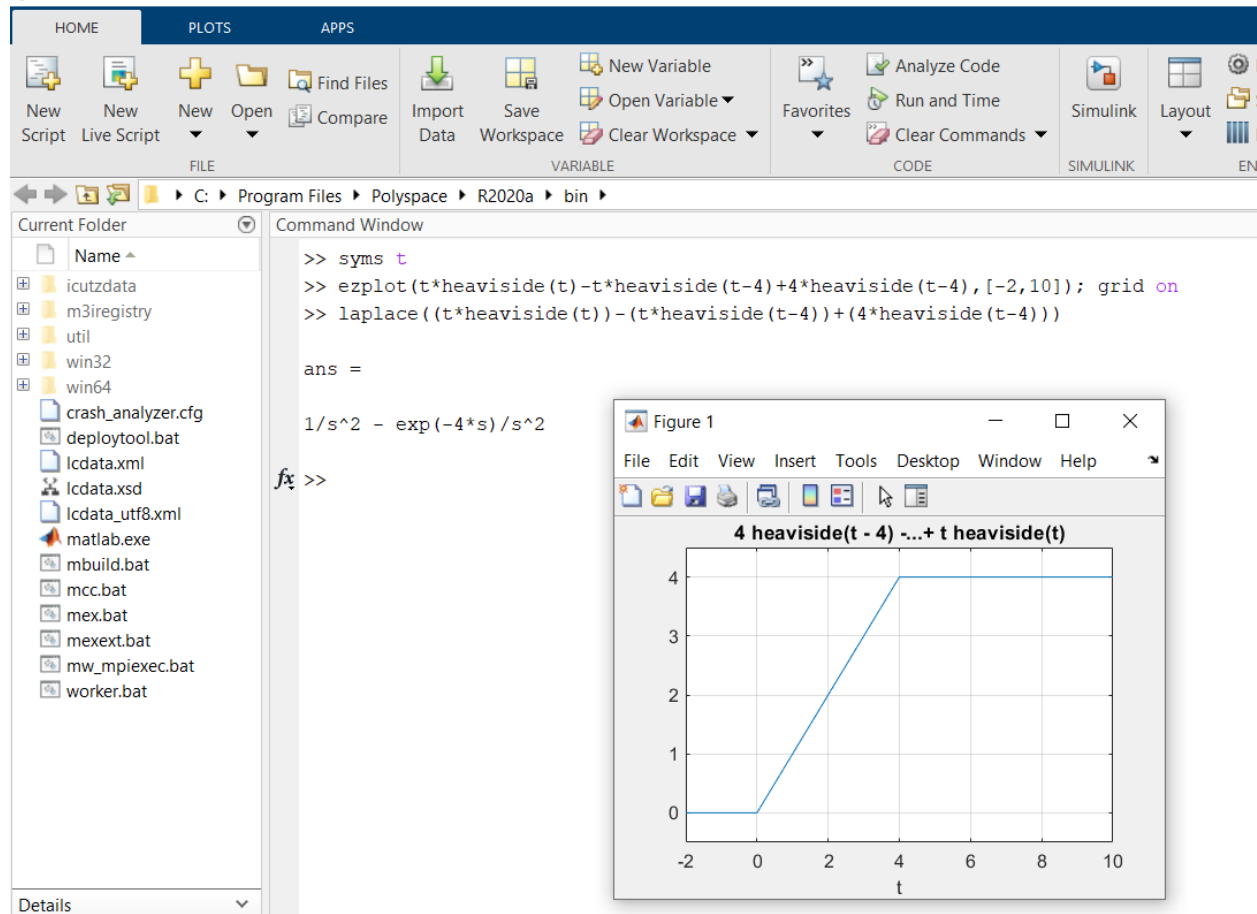 HOME PLOTS APPS
New Script
New Live Script
New
Open
Find Files
Compare
FILE
Import Data
Save Workspace
New Variable
Open Variable
Clear Workspace
VARIABLE
Favorites
Analyze Code
Run and Time
Clear Commands
CODE
Simulink
SIMULINK
Layout
EN
C: Program Files Polyspace R2020a bin
Current Folder
Name
icutzdata
m3iregistry
util
win32
win64
crash_analyzer.cfg
deploytool.bat
lcdata.xml
lcdata.xsd
lcdata_utf8.xml
matlab.exe
mbuild.bat
mcc.bat
mex.bat
mexext.bat
mw_mpiexec.bat
worker.bat
Details
Command Window
>> syms t
>> ezplot(t*heaviside(t)-t*heaviside(t-4)+4*heaviside(t-4),[-2,10]); grid on
>> laplace((t*heaviside(t))-(t*heaviside(t-4))+(4*heaviside(t-4)))
ans =
1/s^2 - exp(-4*s)/s^2
fx >>
Figure 1
File Edit View Insert Tools Desktop Window Help
4 heaviside(t - 4) -...+ t heaviside(t)
4
3
2
1
0
-2 0 2 4 6 8 10
t